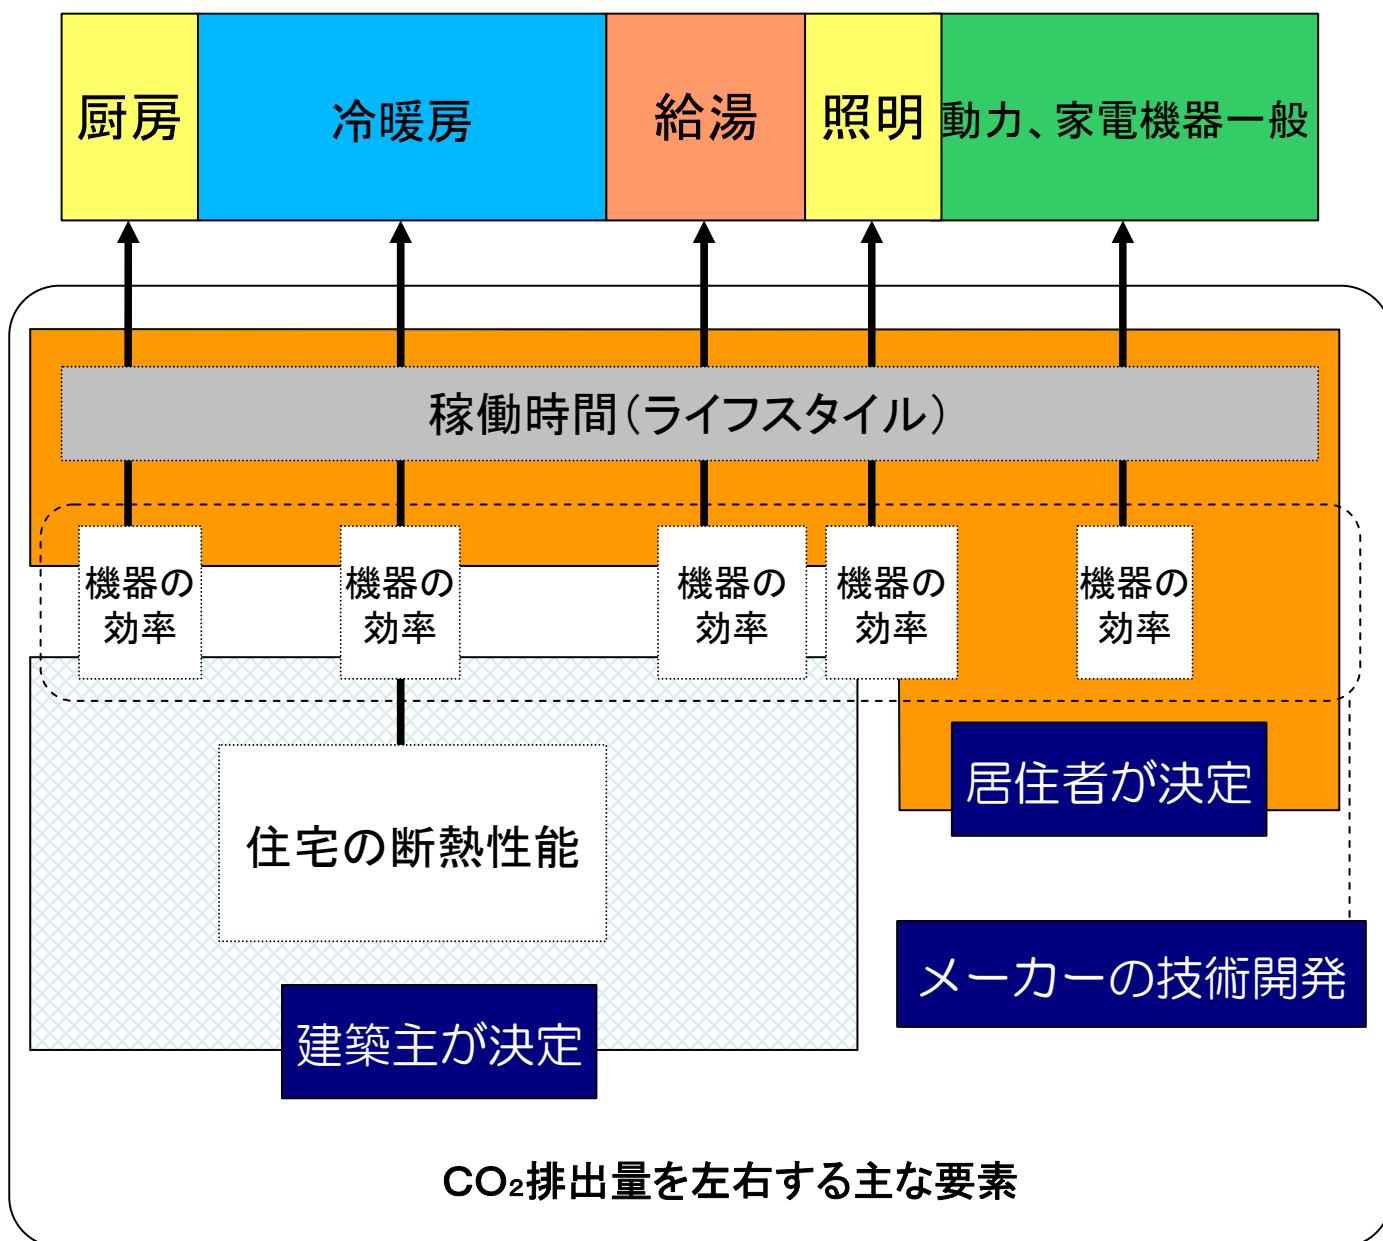 厨房
冷暖房
給湯
照明
動力、家電機器一般
稼働時間（ライフスタイル）
機器の
効率
機器の
効率
機器の
効率
機器の
効率
機器の
効率
居住者が決定
住宅の断熱性能
メーカーの技術開発
建築主が決定
CO₂排出量を左右する主な要素